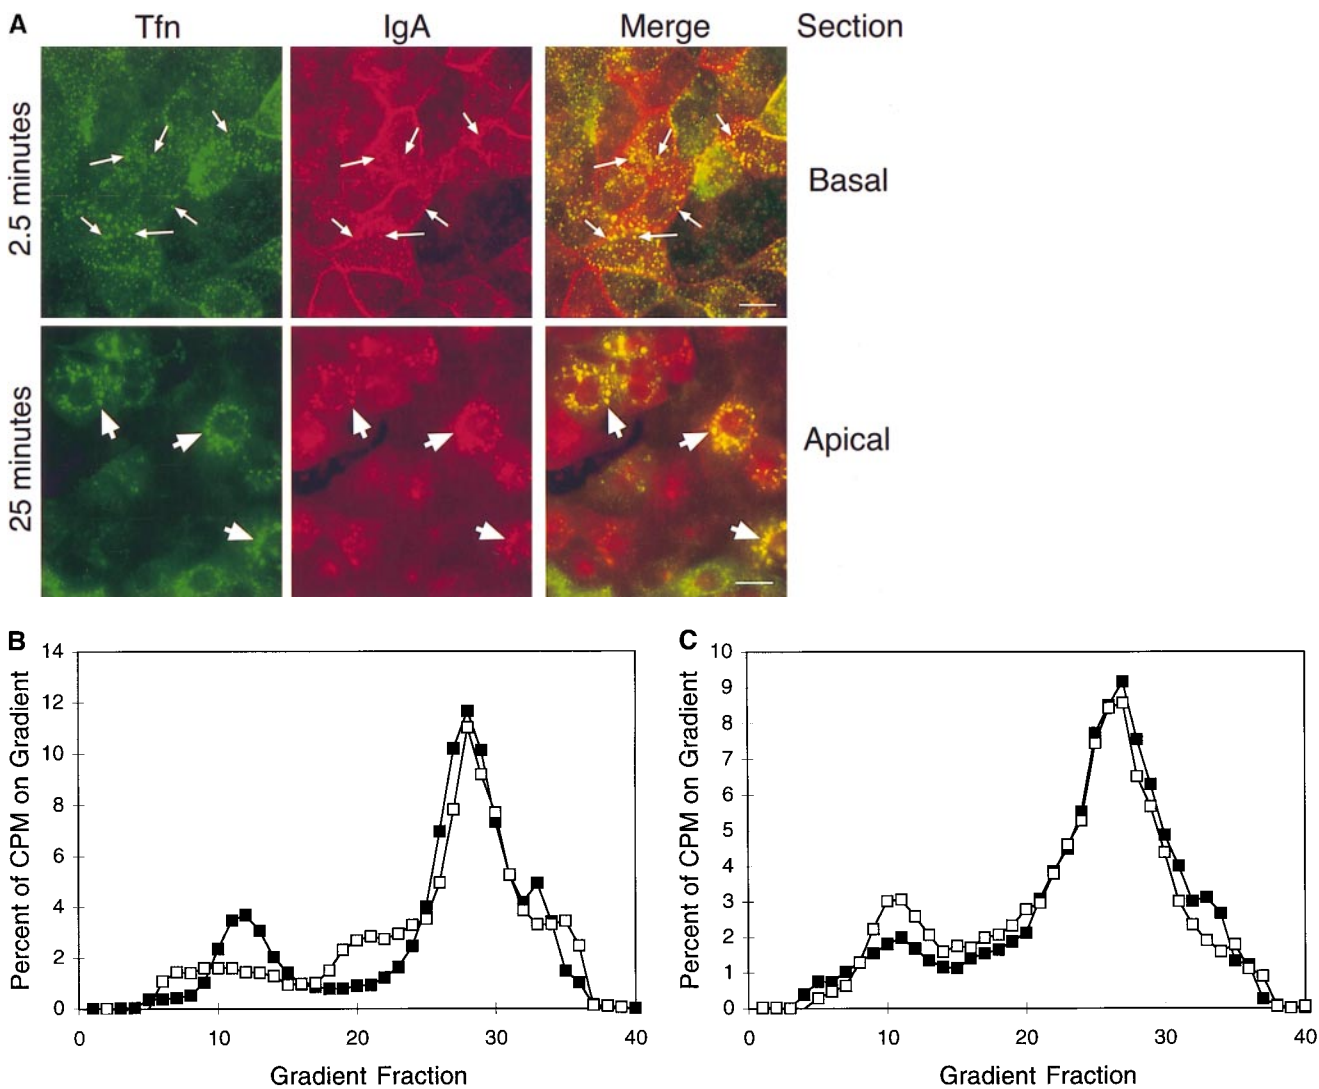 A
Tfn IgA Merge Section
2.5 minutes
Basal
25 minutes
Apical
B
Percent of CPM on Gradient
14
12
10
8
6
4
2
0
0 10 20 30 40
Gradient Fraction
C
Percent of CPM on Gradient
10
9
8
7
6
5
4
3
2
1
0
0 10 20 30 40
Gradient Fraction